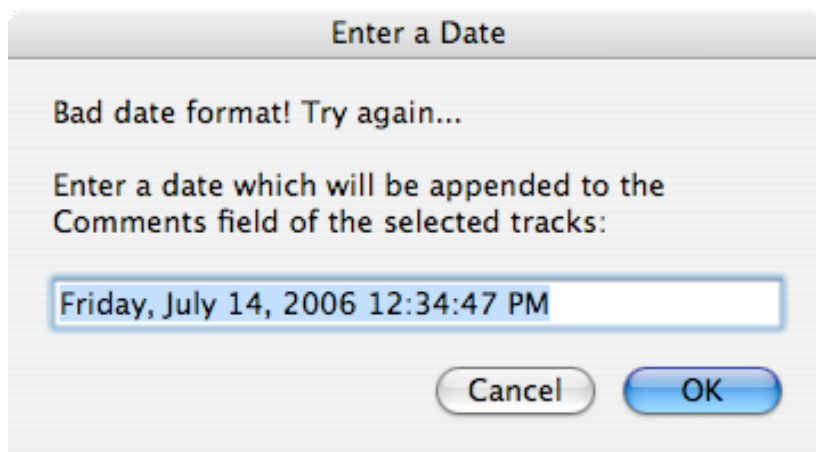 Enter a Date
Bad date format! Try again...
Enter a date which will be appended to the
Comments field of the selected tracks:
Friday, July 14, 2006 12:34:47 PM
Cancel OK